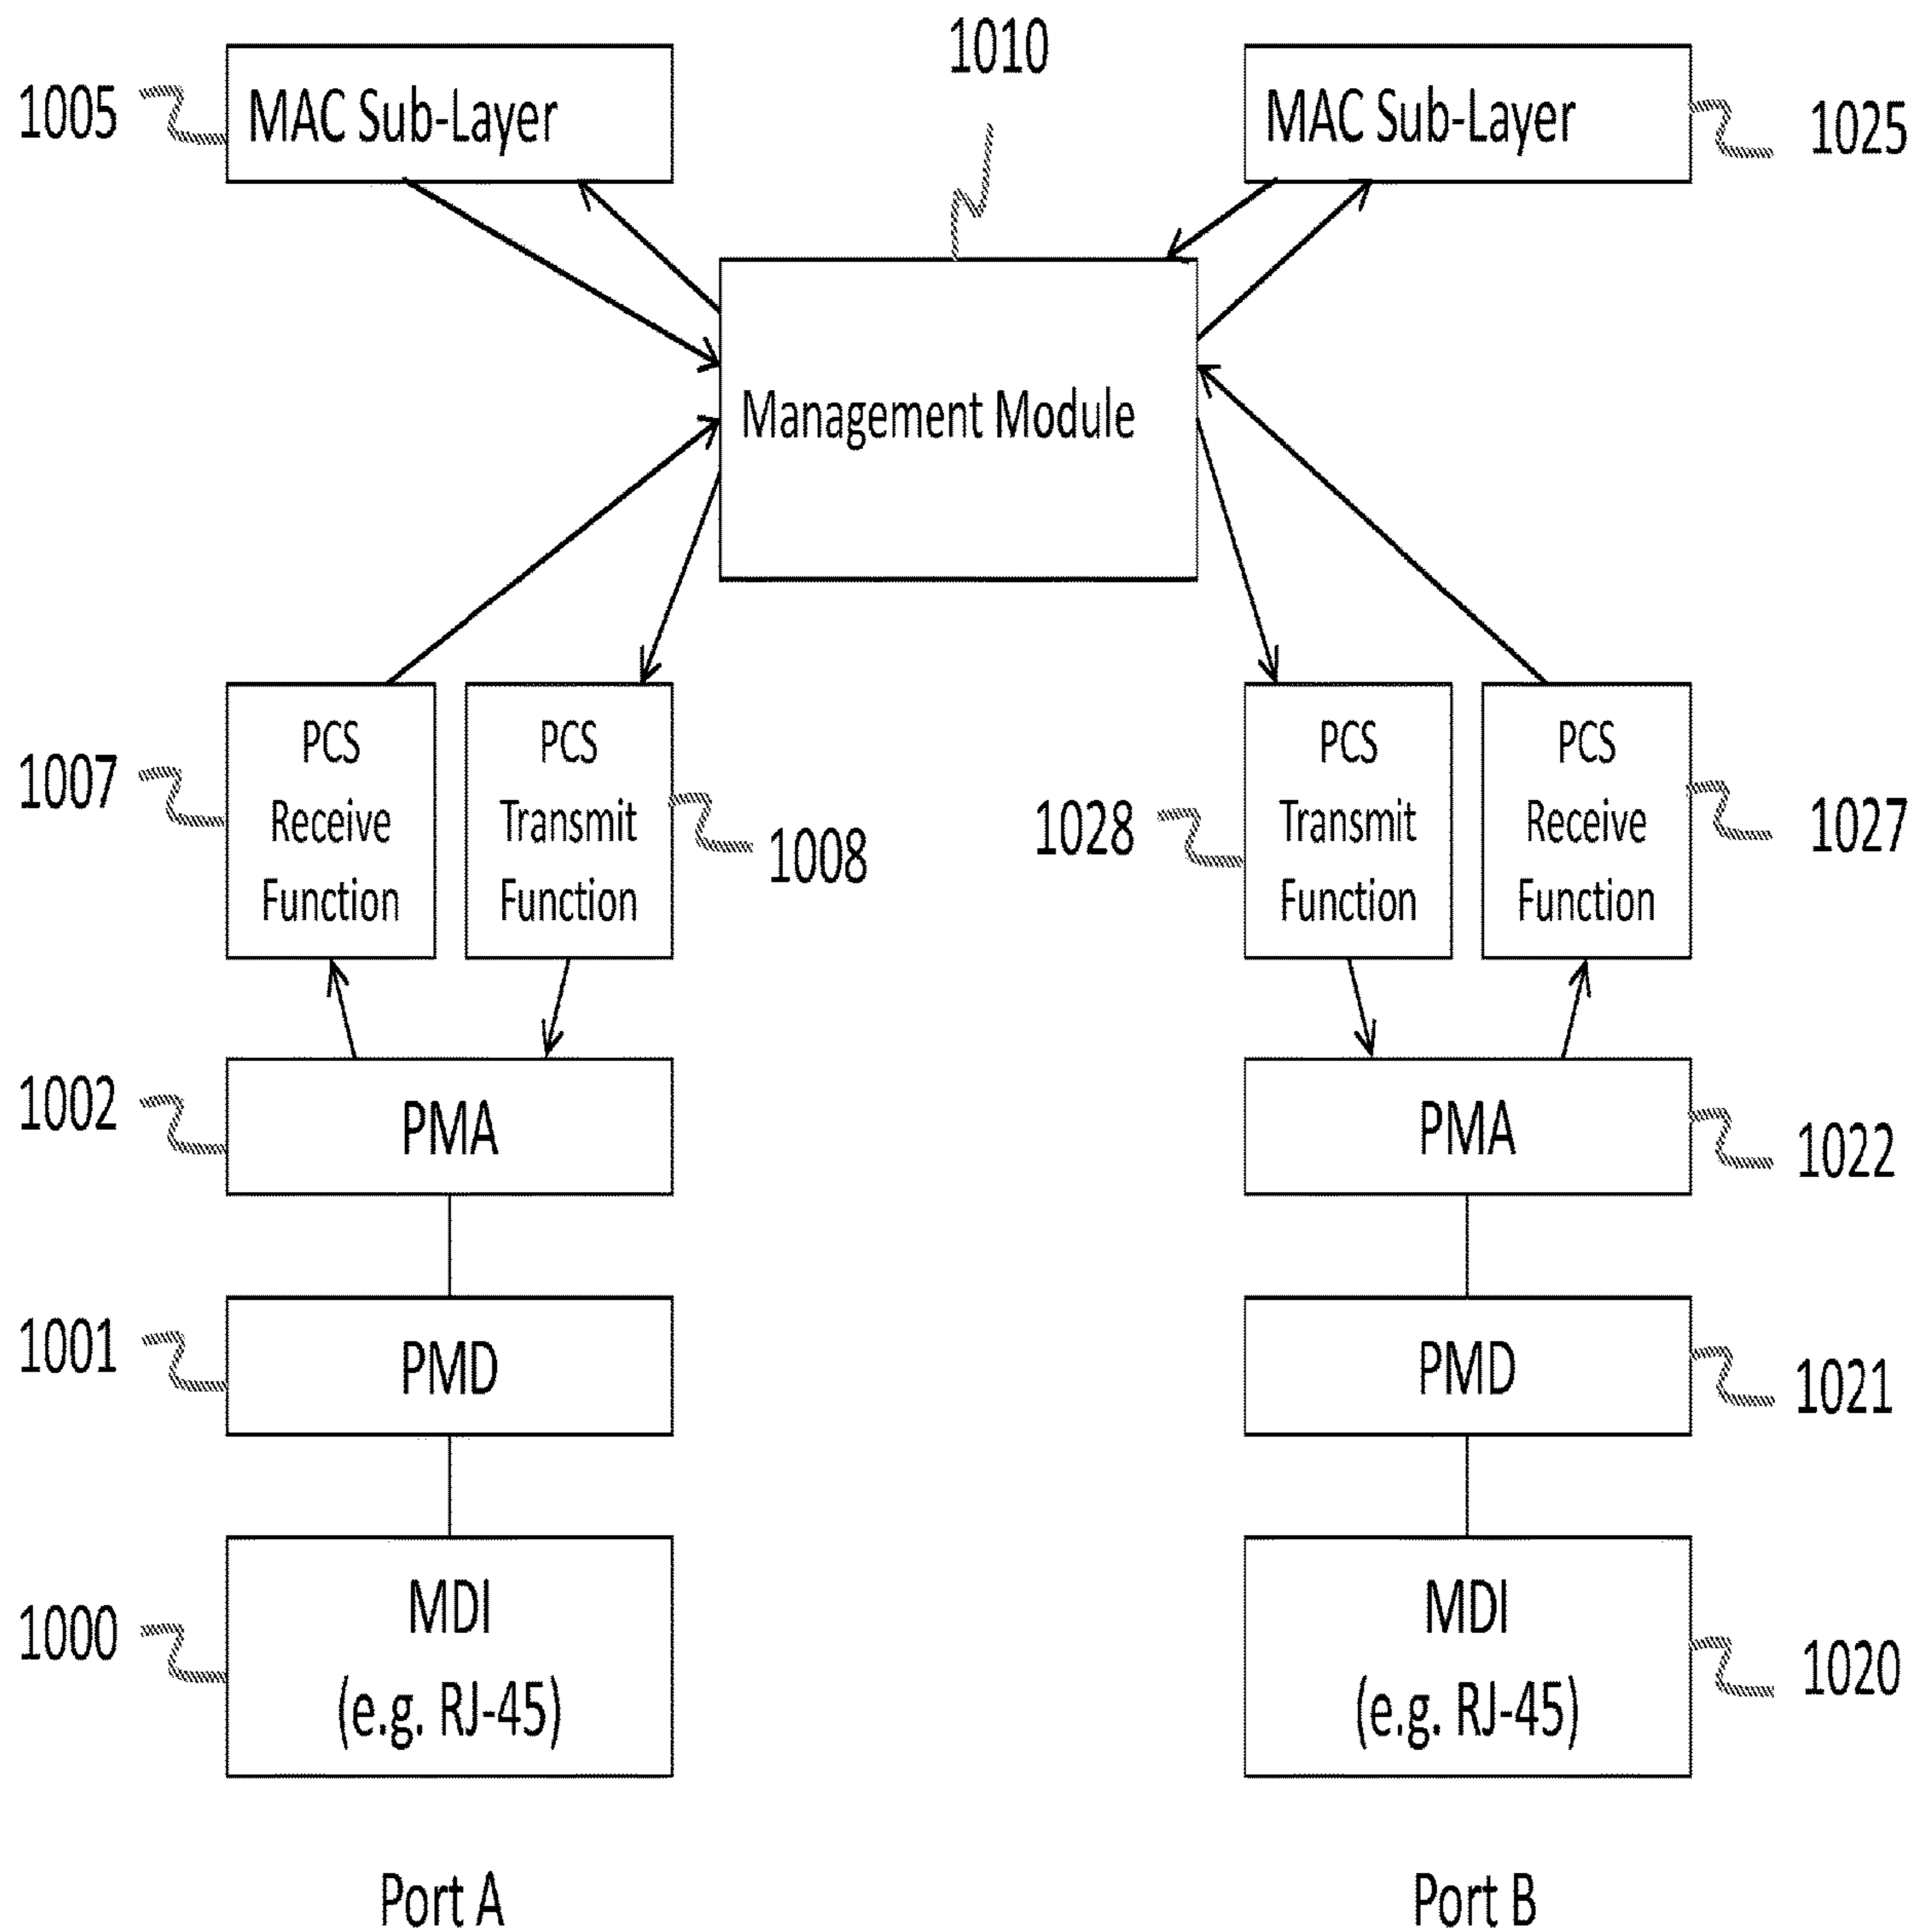 1010
1005
MAC Sub-Layer
MAC Sub-Layer
1025
Management Module
1007
PCS
Receive
Function
PCS
Transmit
Function
1008
1028
PCS
Transmit
Function
PCS
Receive
Function
1027
1002
PMA
PMA
1022
1001
PMD
PMD
1021
1000
MDI
(e.g. RJ-45)
MDI
(e.g. RJ-45)
1020
Port A
Port B